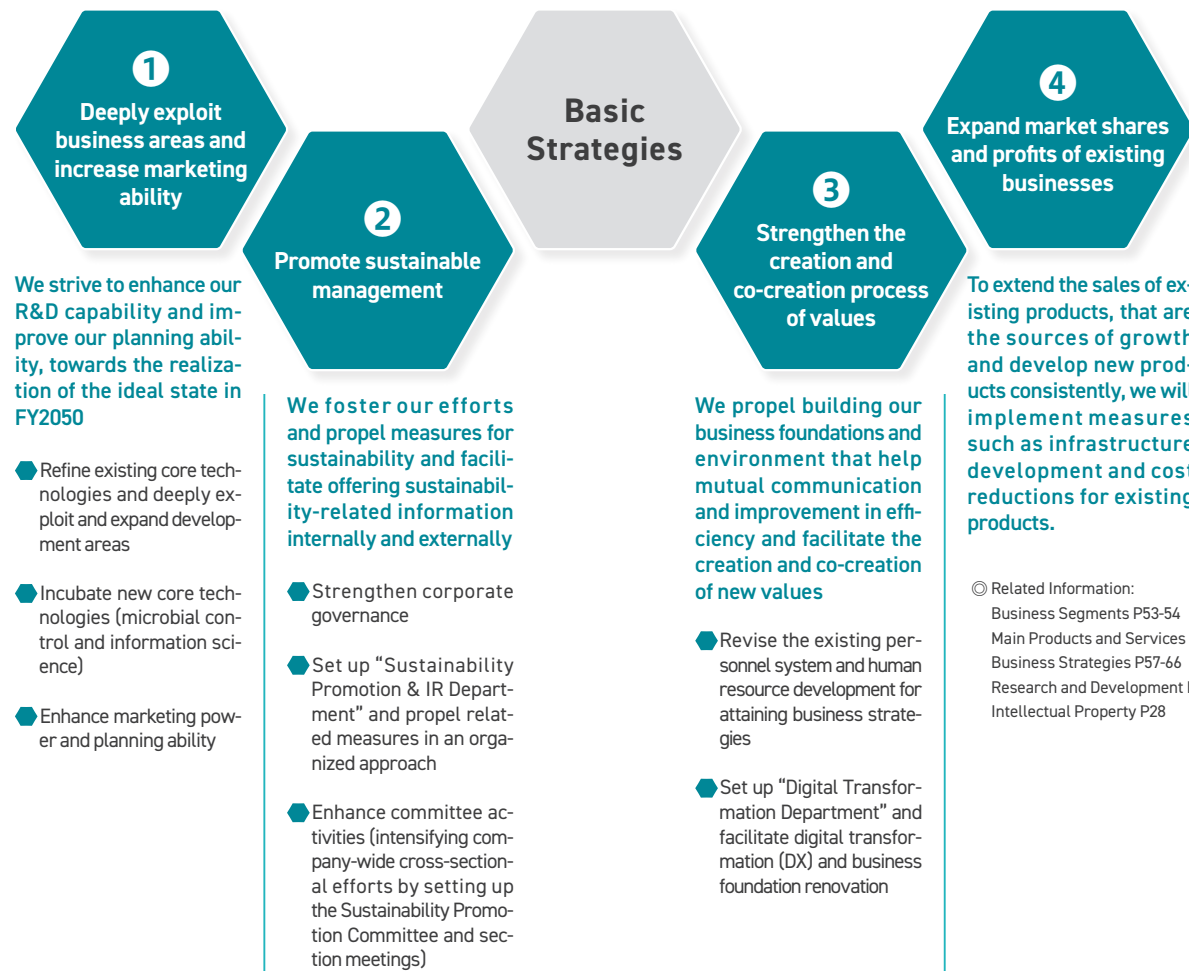 Basic
Strategies
1
Deeply exploit
business areas and
increase marketing
ability
We strive to enhance our
R&D capability and im-
prove our planning abil-
ity, towards the realiza-
tion of the ideal state in
FY2050
Refine existing core tech-
nologies and deeply ex-
ploit and expand develop-
ment areas
Incubate new core tech-
nologies (microbial con-
trol and information sci-
ence)
Enhance marketing pow-
er and planning ability
2
Promote sustainable
management
We foster our efforts
and propel measures for
sustainability and facili-
tate offering sustainabil-
ity-related information
internally and externally
Strengthen corporate
governance
Set up “Sustainability
Promotion & IR Depart-
ment” and propel relat-
ed measures in an orga-
nized approach
Enhance committee ac-
tivities (intensifying com-
pany-wide cross-section-
al efforts by setting up
the Sustainability Promo-
tion Committee and sec-
tion meetings)
3
Strengthen the
creation and
co-creation process
of values
We propel building our
business foundations and
environment that help
mutual communication
and improvement in effi-
ciency and facilitate the
creation and co-creation
of new values
Revise the existing per-
sonnel system and human
resource development for
attaining business strate-
gies
Set up “Digital Transfor-
mation Department” and
facilitate digital transfor-
mation (DX) and business
foundation renovation
4
Expand market shares
and profits of existing
businesses
To extend the sales of ex-
isting products, that are
the sources of growth
and develop new prod-
ucts consistently, we will
implement measures
such as infrastructure
development and cost
reductions for existing
products.
◎ Related Information:
Business Segments P53-54
Main Products and Services
Business Strategies P57-66
Research and Development
Intellectual Property P28